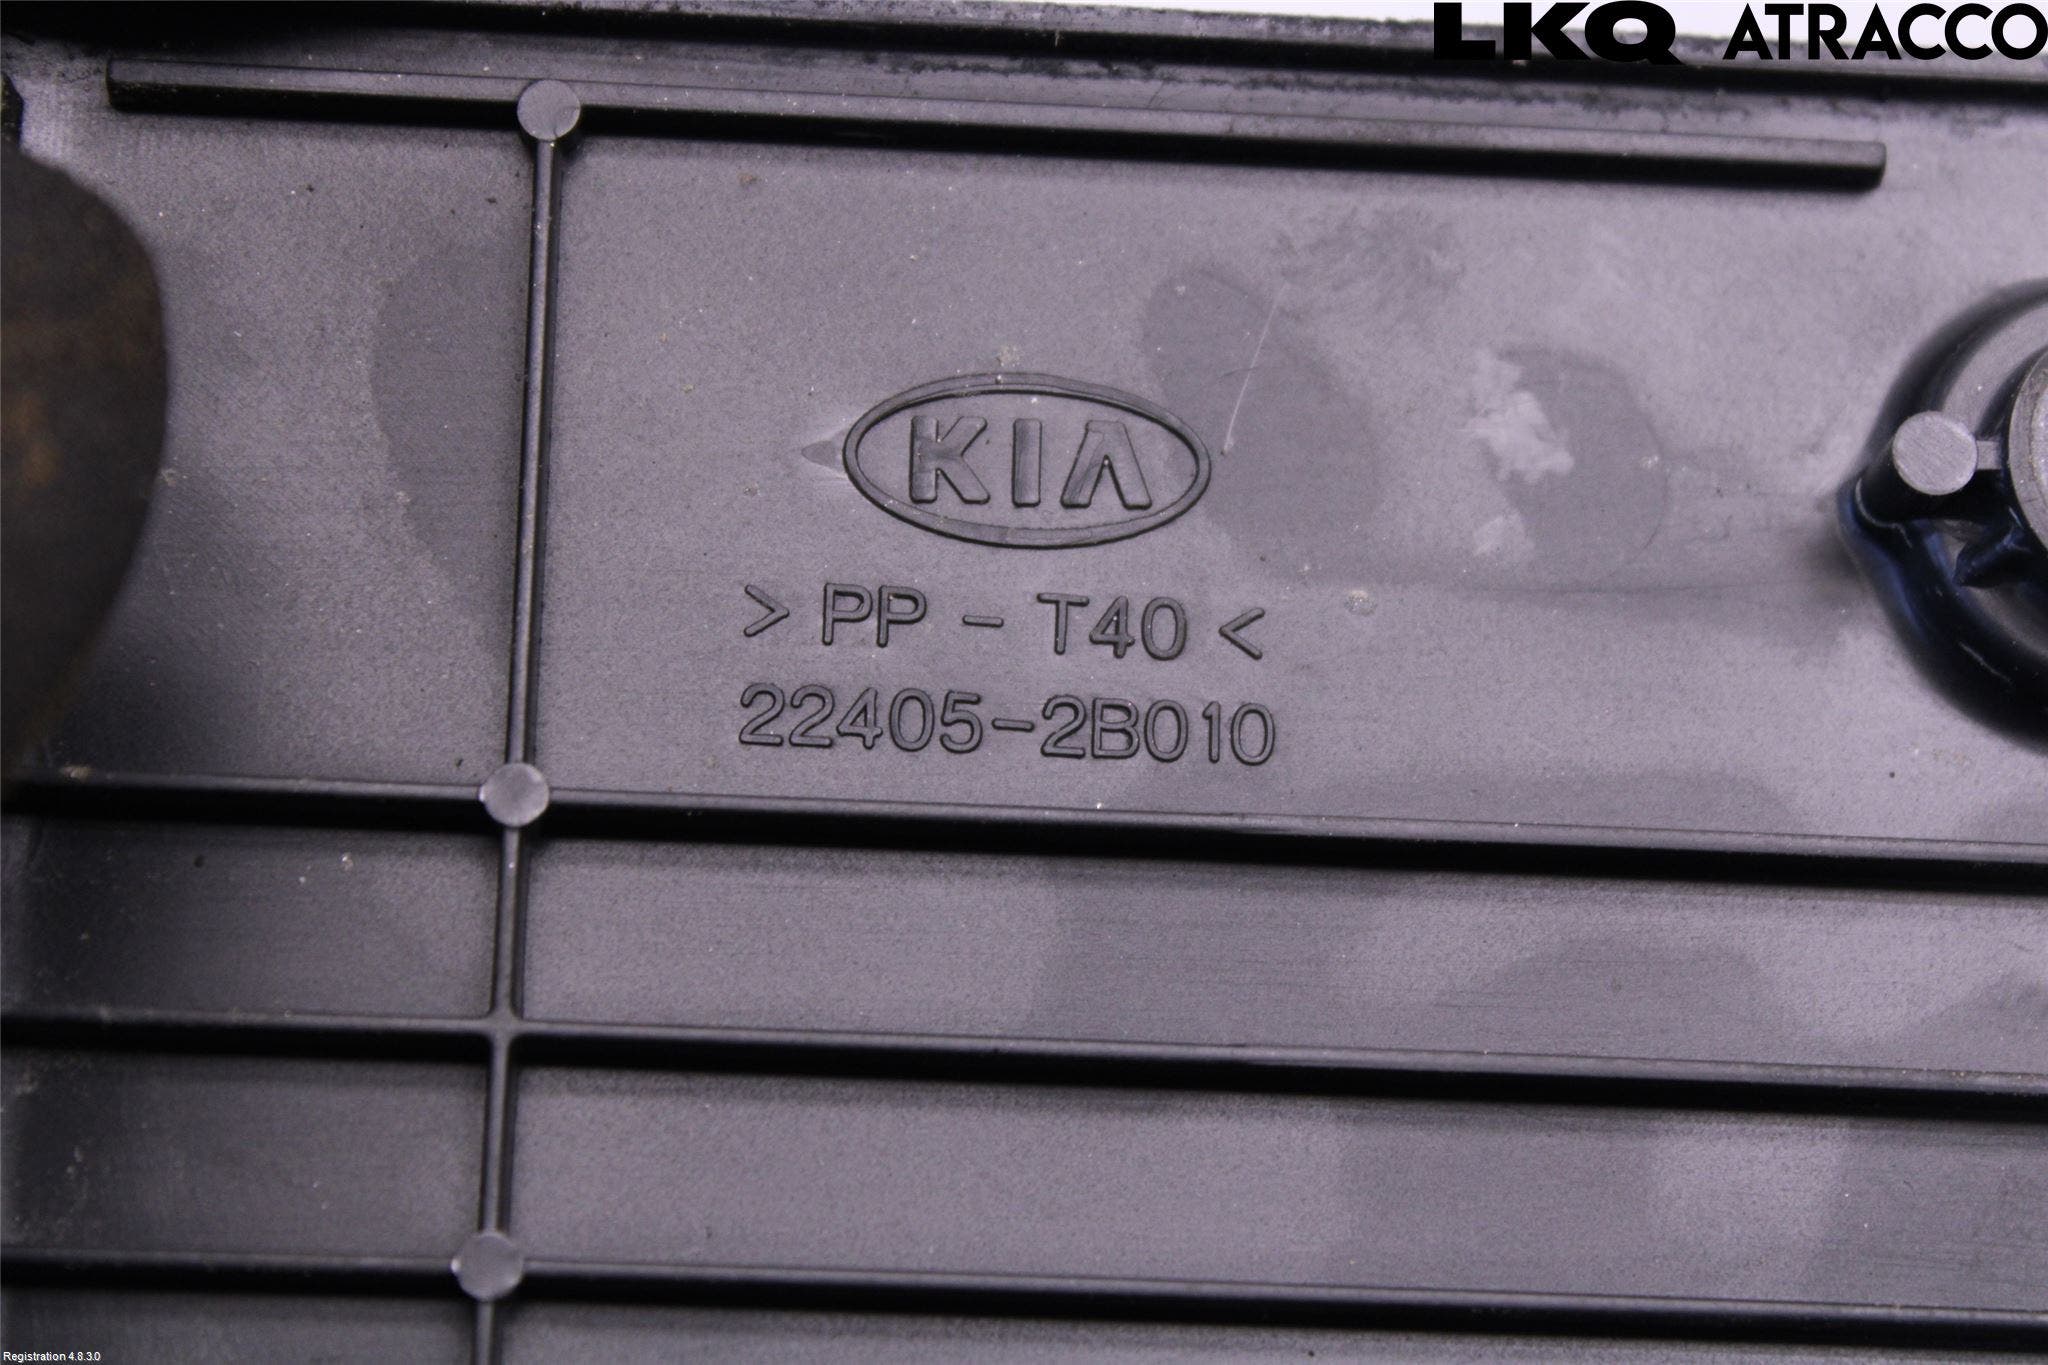 LKQ ATRACCO
KIA
> PP - T40 <
22405-2B010
Registration 4.8.3.0